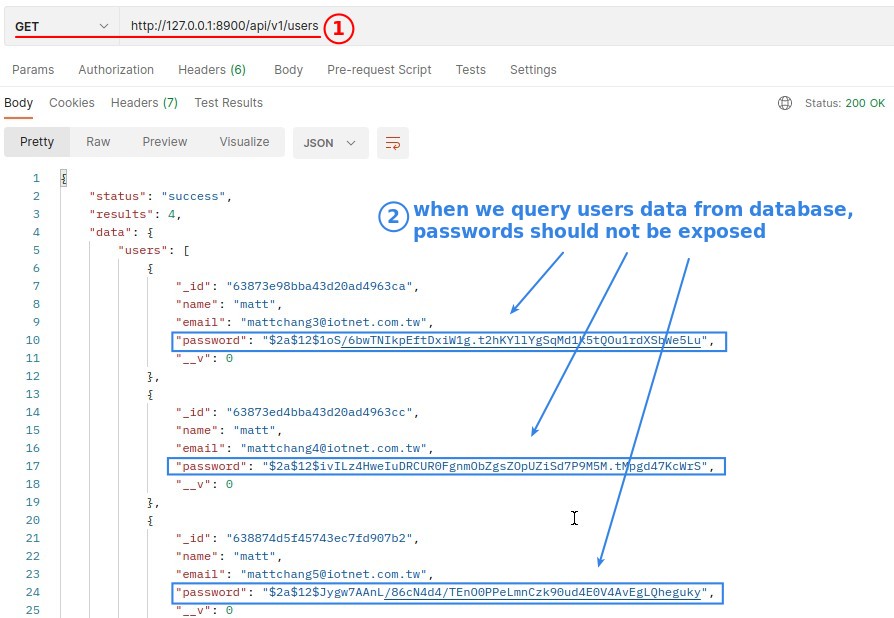 GET http://127.0.0.1:8900/api/v1/users 1
Params Authorization Headers (6) Body Pre-request Script Tests Settings
Body Cookies Headers (7) Test Results Status: 200 OK
Pretty Raw Preview Visualize JSON
1 {
2 "status": "success",
3 "results": 4,
2 when we query users data from database,
passwords should not be exposed
4 "data": {
5 "users": [
6 {
7 "_id": "63873e98bba43d20ad4963ca",
8 "name": "matt",
9 "email": "mattchang3@iotnet.com.tw",
10 "password": "$2a$12$1oS/6bwTNIkpEftDxiW1g.t2hKYllYgSqMd1k5tQOu1rdXSbWe5Lu",
11 "__v": 0
12 },
13 {
14 "_id": "63873ed4bba43d20ad4963cc",
15 "name": "matt",
16 "email": "mattchang4@iotnet.com.tw",
17 "password": "$2a$12$ivILz4HweIuDRCUR0FgnmObZgsZOpUZiSd7P9M5M.tMpgd47KcWrS",
18 "__v": 0
19 },
20 {
21 "_id": "638874d5f45743ec7fd907b2",
22 "name": "matt",
23 "email": "mattchang5@iotnet.com.tw",
24 "password": "$2a$12$Jygw7AAnL/86cN4d4/TEnO0PPeLmnCzk90ud4E0V4AvEgLQheguky",
25 "__v": 0